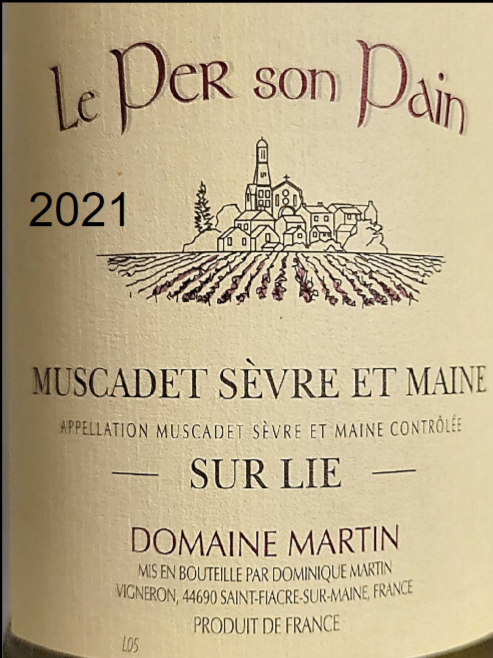 Le Per son Pain
2021
MUSCADET SÈVRE ET MAINE
APPELLATION MUSCADET SÈVRE ET MAINE CONTRÔLÉE
— SUR LIE —
DOMAINE MARTIN
MIS EN BOUTEILLE PAR DOMINIQUE MARTIN
VIGNERON, 44690 SAINT-FIACRE-SUR-MAINE, FRANCE
PRODUIT DE FRANCE
L05